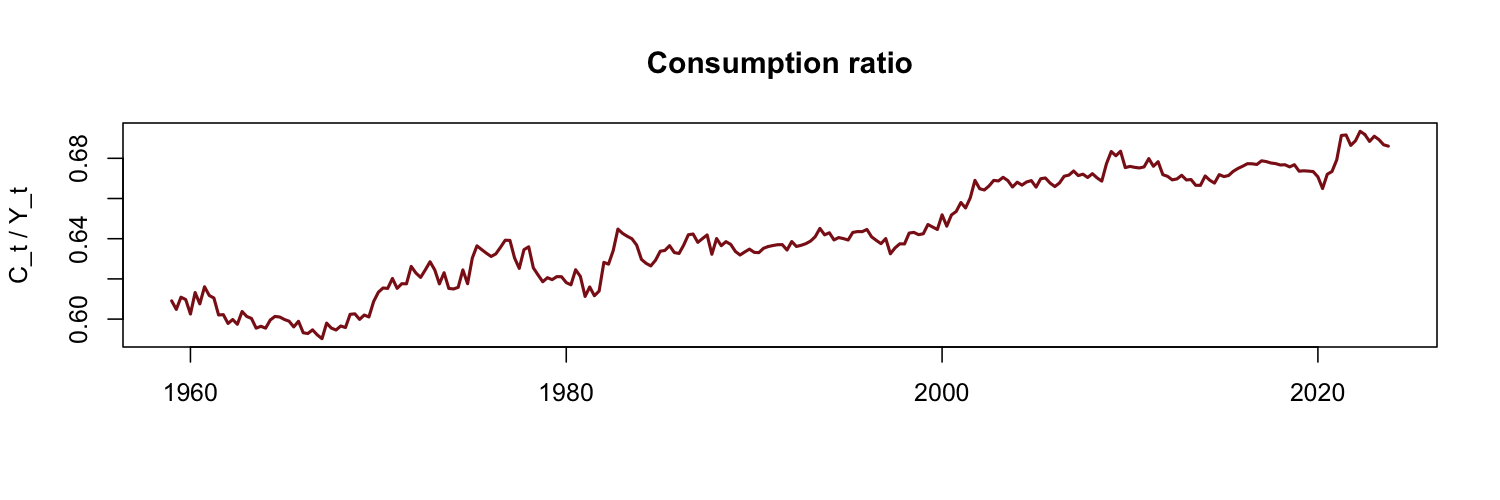 Consumption ratio
C_t / Y_t
0.68
0.64
0.60
1960 1980 2000 2020